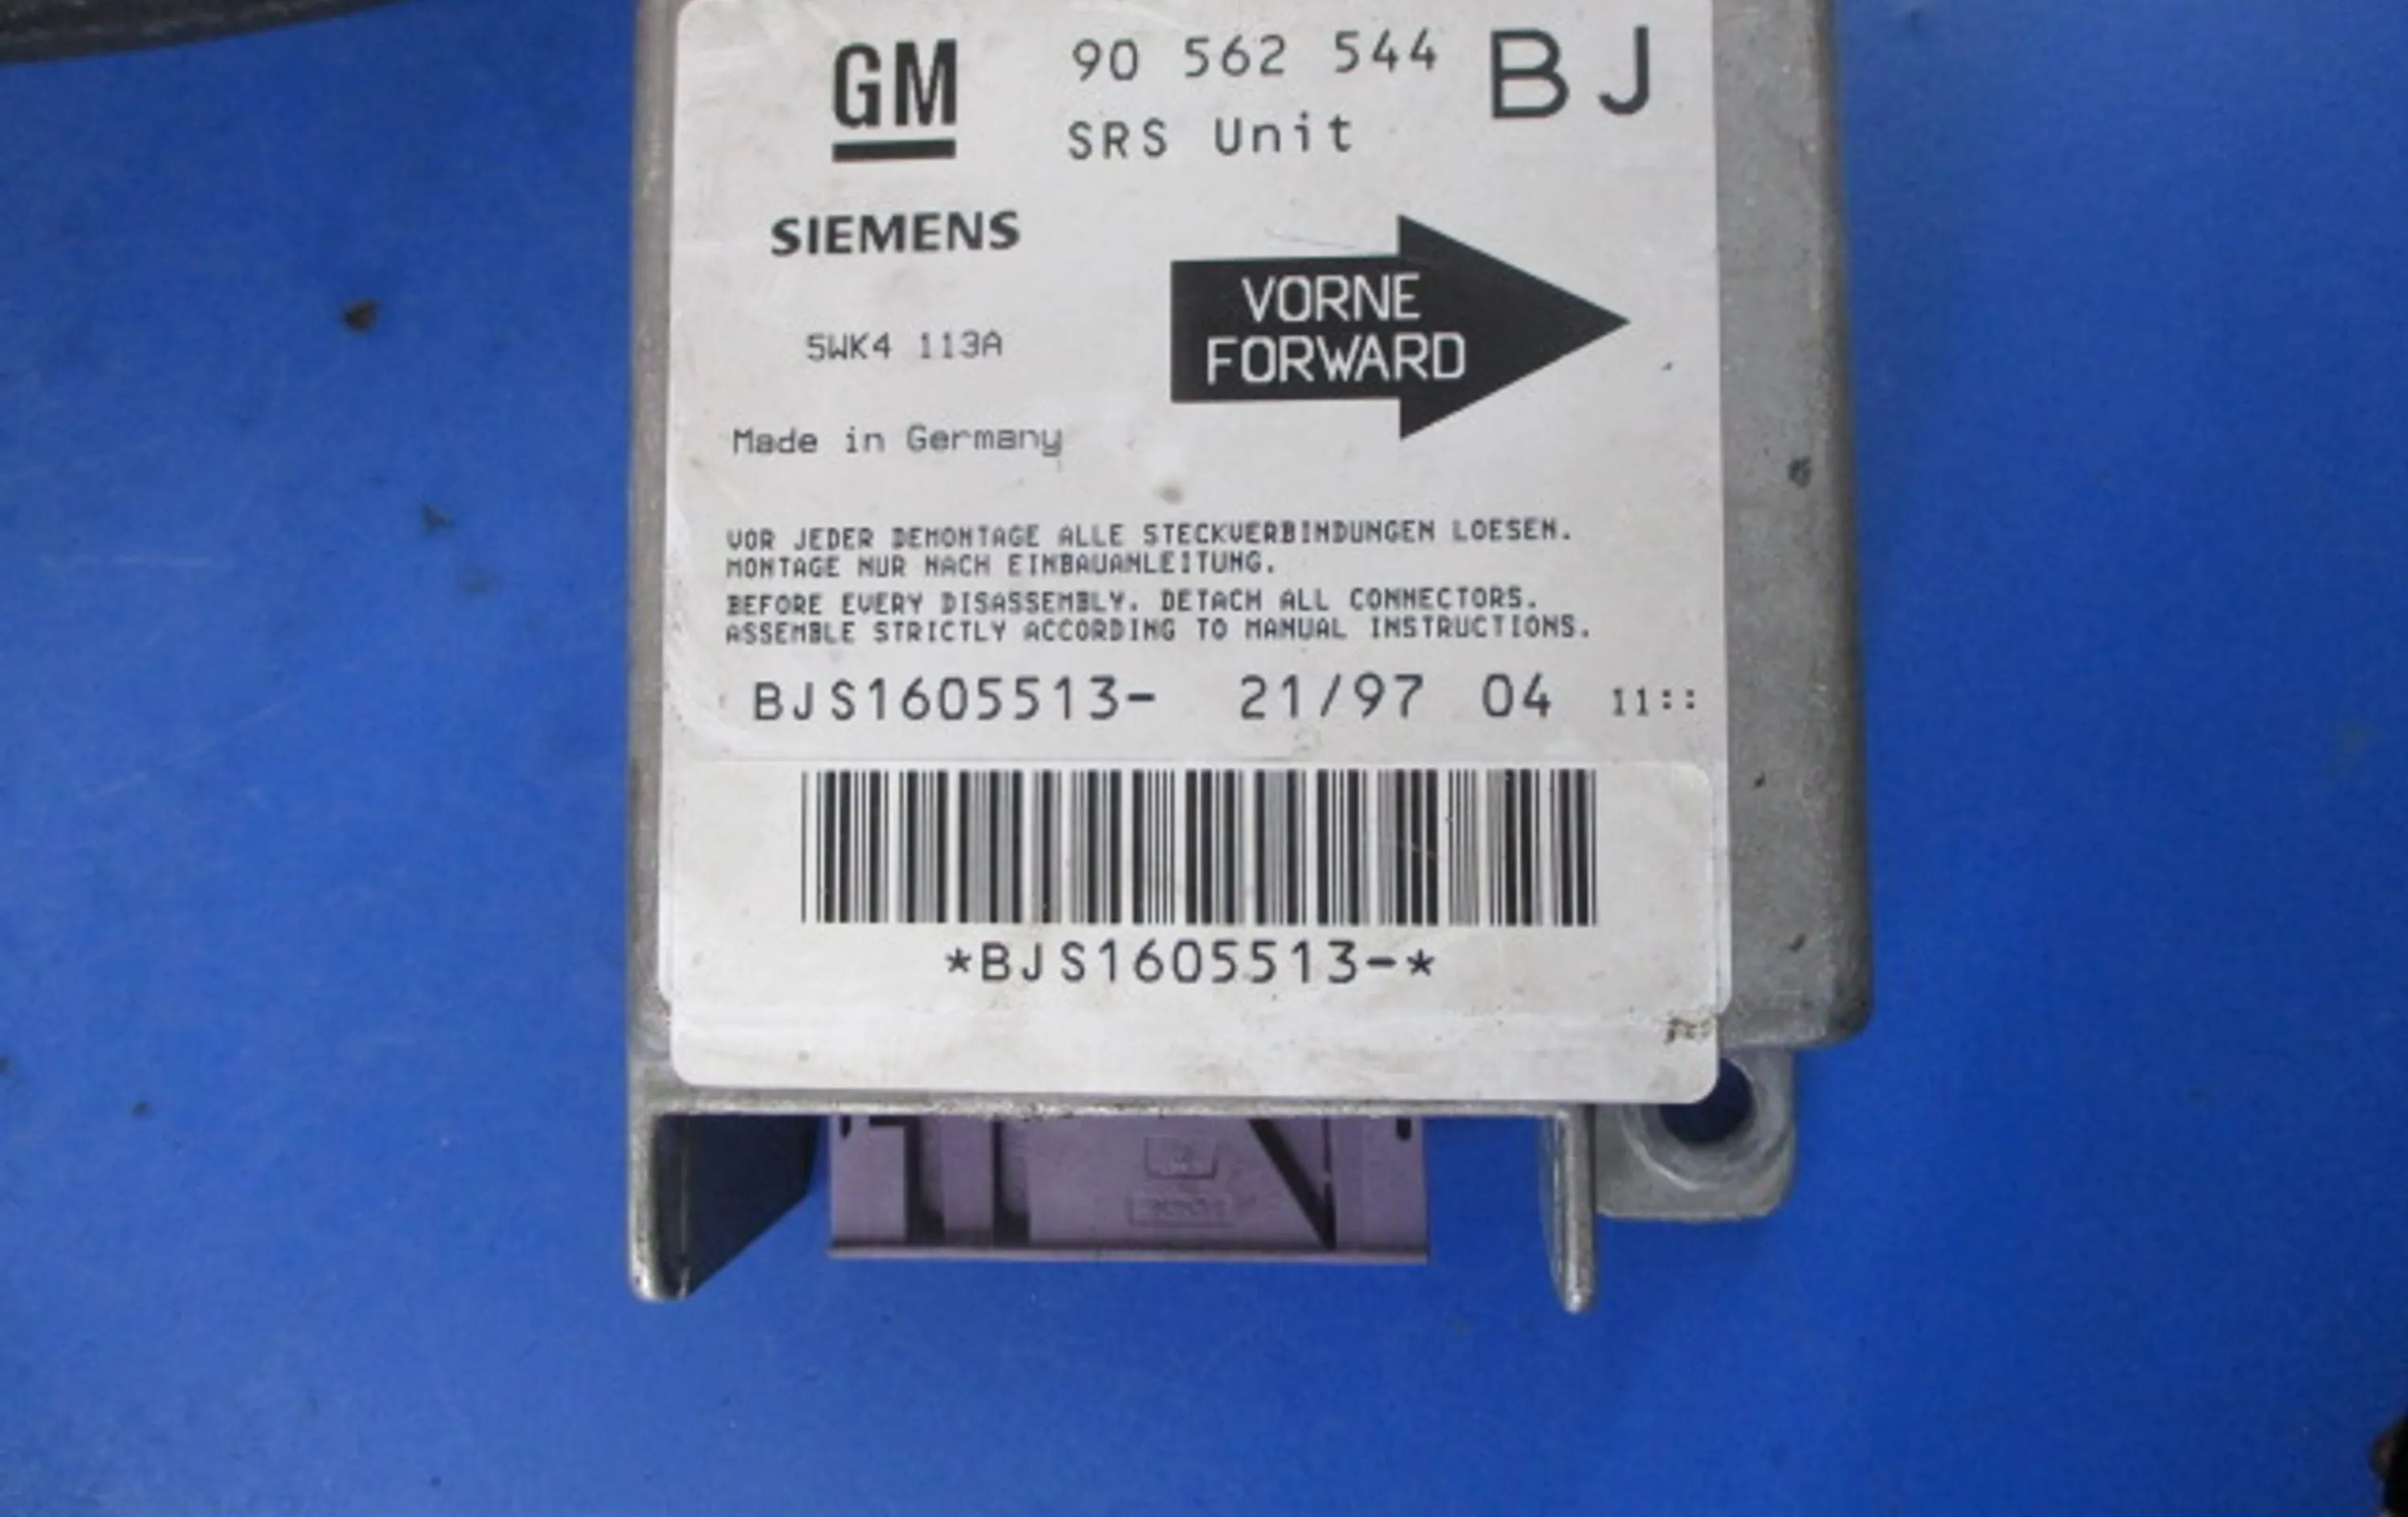 GM 90 562 544 BJ
SRS Unit
SIEMENS
VORNE
FORWARD
5WK4 113A
Made in Germany
VOR JEDER DEMONTAGE ALLE STECKVERBINDUNGEN LOESEN.
MONTAGE NUR NACH EINBAUANLEITUNG.
BEFORE EVERY DISASSEMBLY. DETACH ALL CONNECTORS.
ASSEMBLE STRICTLY ACCORDING TO MANUAL INSTRUCTIONS.
BJS1605513- 21/97 04 11::
*BJS1605513-*